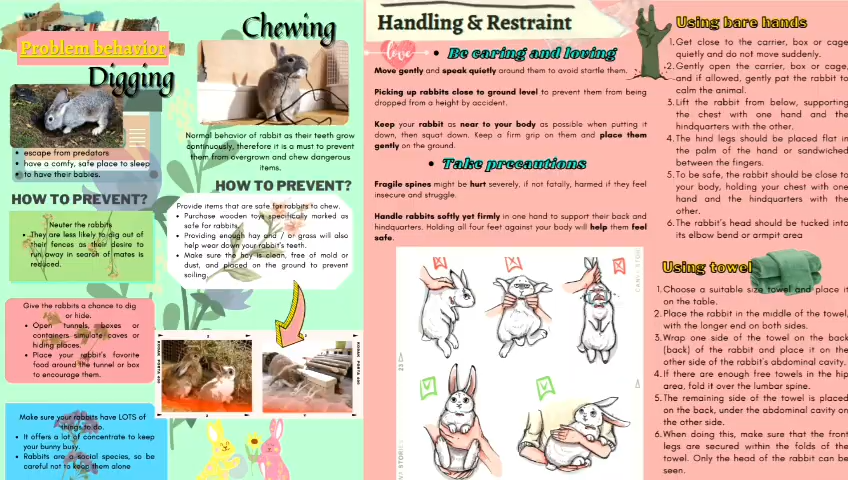 Problem behavior
Digging
escape from predators
have a comfy, safe place to sleep
to have their babies.
HOW TO PREVENT?
Neuter the rabbits
They are less likely to dig out of
their fences as their desire to
run away in search of mates is
reduced.
Give the rabbits a chance to dig
or hide.
Open tunnels, boxes or
containers simulate caves or
hiding places.
Place your rabbit's favorite
food around the tunnel or box
to encourage them.
Make sure your rabbits have LOTS of
things to do.
It offers a lot of concentrate to keep
your bunny busy.
Rabbits are a social species, so be
careful not to keep them alone
Chewing
Normal behavior of rabbit as their teeth grow
continuously, therefore it is a must to prevent
them from overgrown and chew dangerous
items.
HOW TO PREVENT?
Provide items that are safe for rabbits to chew.
Purchase wooden toys specifically marked as
safe for rabbits.
Providing enough hay and / or grass will also
help wear down your rabbit's teeth.
Make sure the hay is clean, free of mold or
dust, and placed on the ground to prevent
soiling.
Handling & Restraint
love
Be caring and loving
Move gently and speak quietly around them to avoid startle them.
Picking up rabbits close to ground level to prevent them from being
dropped from a height by accident.
Keep your rabbit as near to your body as possible when putting it
down, then squat down. Keep a firm grip on them and place them
gently on the ground.
Take precautions
Fragile spines might be hurt severely, if not fatally, harmed if they feel
insecure and struggle.
Handle rabbits softly yet firmly in one hand to support their back and
hindquarters. Holding all four feet against your body will help them feel
safe.
Using bare hands
1. Get close to the carrier, box or cage
quietly and do not move suddenly.
2. Gently open the carrier, box or cage,
and if allowed, gently pat the rabbit to
calm the animal.
3. Lift the rabbit from below, supporting
the chest with one hand and the
hindquarters with the other.
4. The hind legs should be placed flat in
the palm of the hand or sandwiched
between the fingers.
5. To be safe, the rabbit should be close to
your body, holding your chest with one
hand and the hindquarters with the
other.
6. The rabbit's head should be tucked into
its elbow bend or armpit area
Using towel
1. Choose a suitable size towel and place it
on the table.
2. Place the rabbit in the middle of the towel,
with the longer end on both sides.
3. Wrap one side of the towel on the back
(back) of the rabbit and place it on the
other side of the rabbit's abdominal cavity.
4. If there are enough free towels in the hip
area, fold it over the lumbar spine.
5. The remaining side of the towel is placed
on the back, under the abdominal cavity on
the other side.
6. When doing this, make sure that the front
legs are secured within the folds of the
towel. Only the head of the rabbit can be
seen.